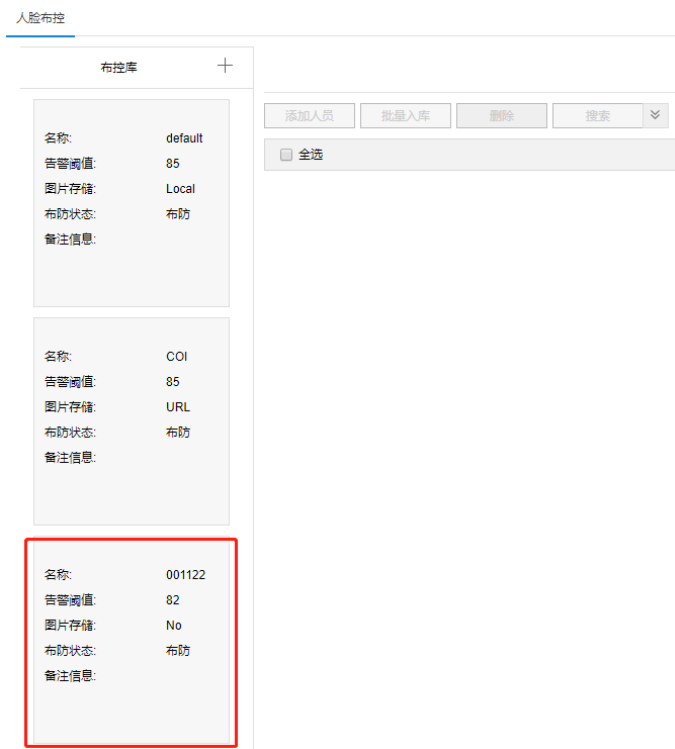 人脸布控
布控库
添加人员 批量入库 删除 搜索
全选
名称: default
告警阈值: 85
图片存储: Local
布防状态: 布防
备注信息:
名称: COI
告警阈值: 85
图片存储: URL
布防状态: 布防
备注信息:
名称: 001122
告警阈值: 82
图片存储: No
布防状态: 布防
备注信息: